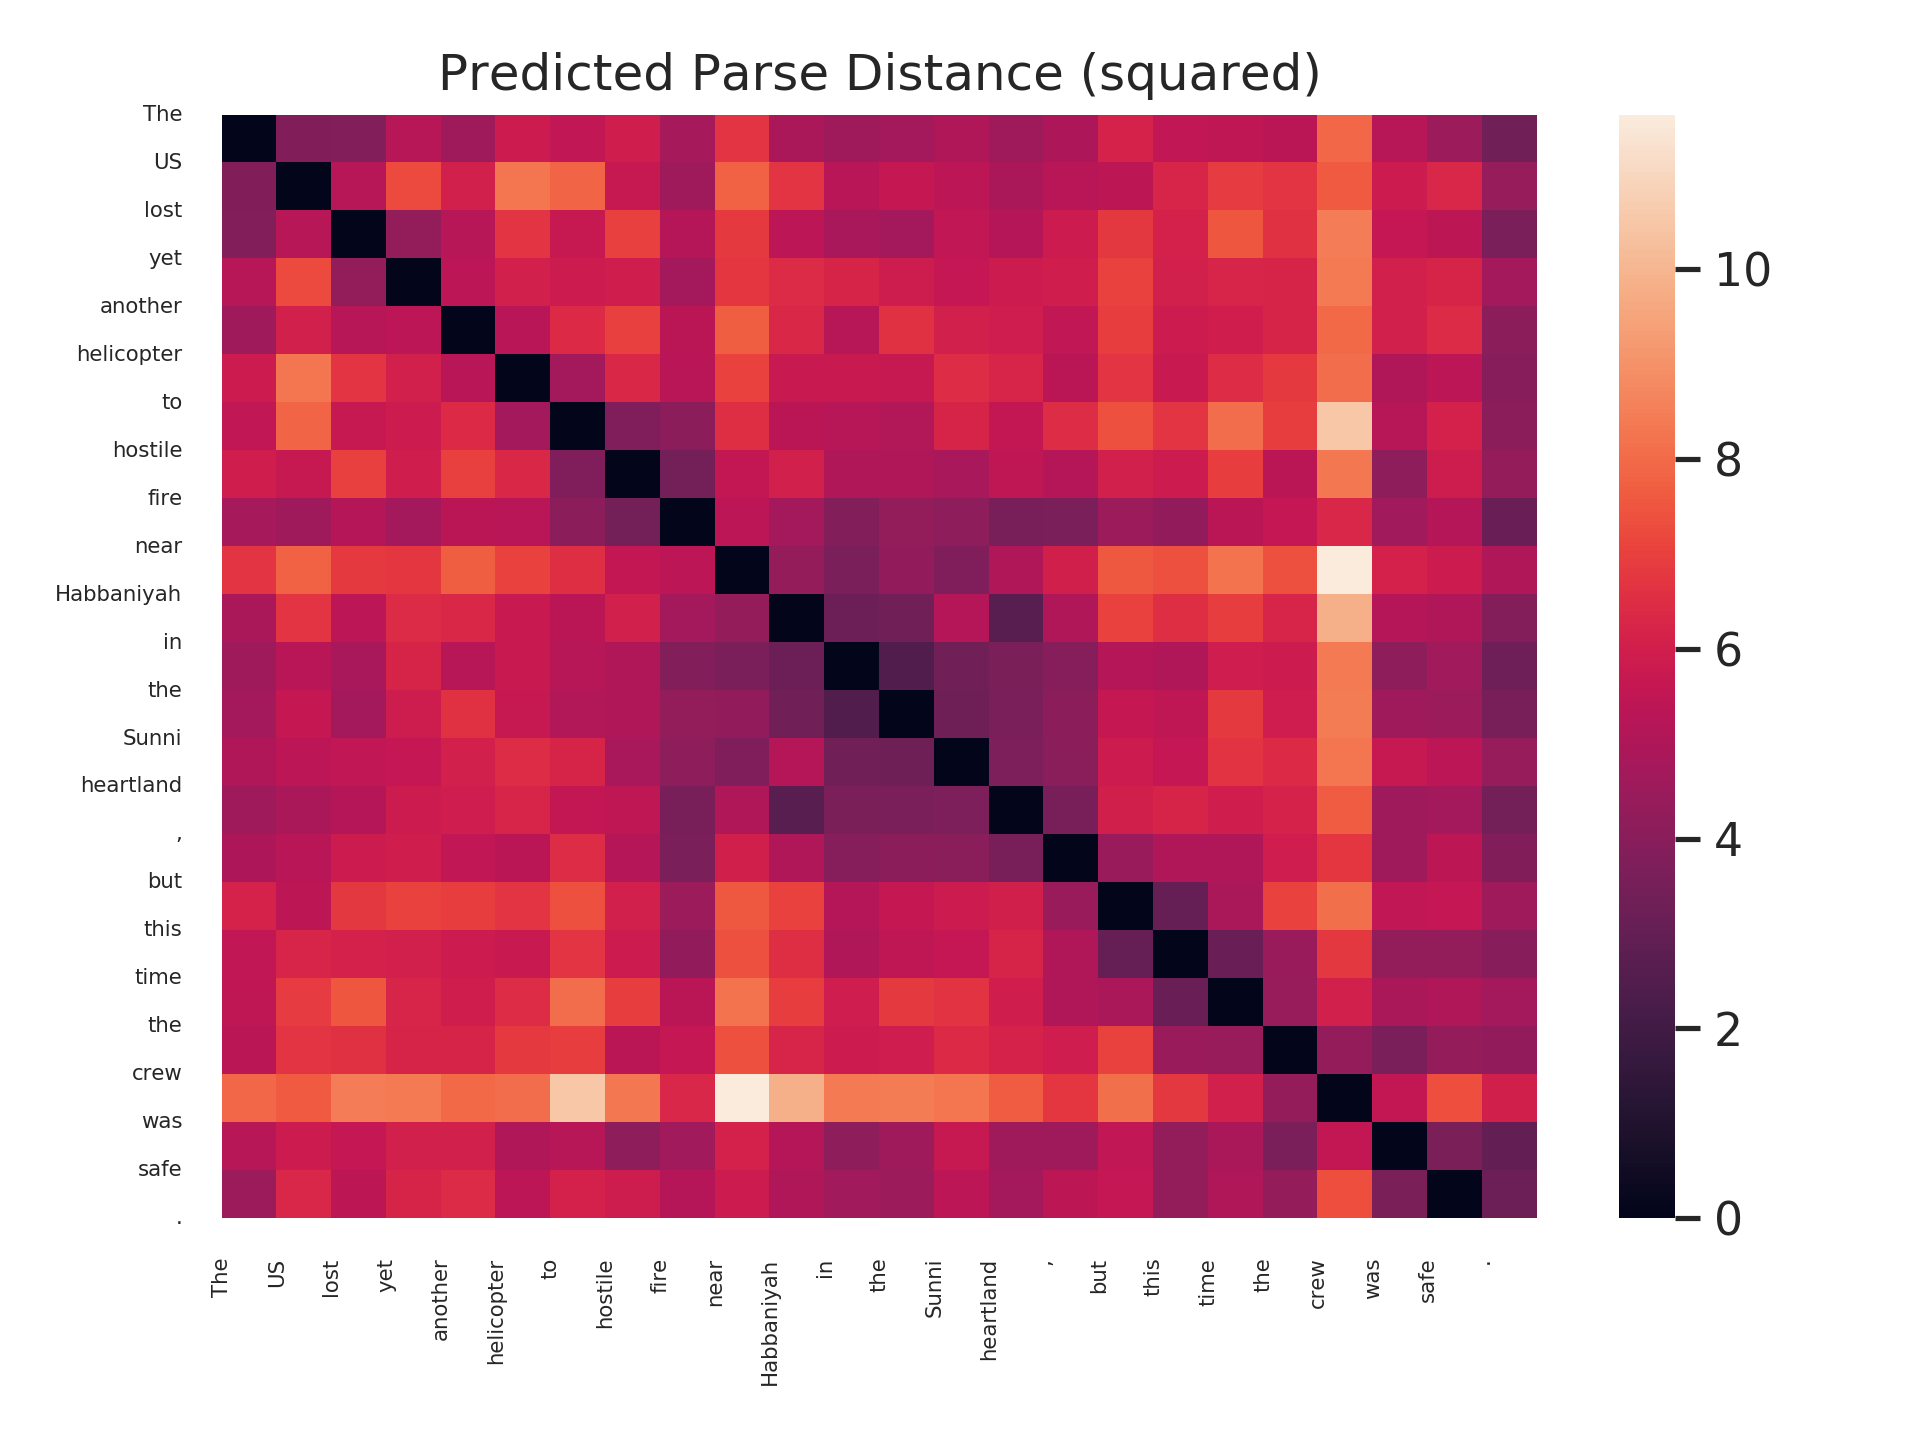 Predicted Parse Distance (squared)
The
US
lost
yet
another
helicopter
to
hostile
fire
near
Habbaniyah
in
the
Sunni
heartland
,
but
this
time
the
crew
was
safe
.
10
8
6
4
2
0
The
US
lost
yet
another
helicopter
to
hostile
fire
near
Habbaniyah
in
the
Sunni
heartland
,
but
this
time
the
crew
was
safe
.